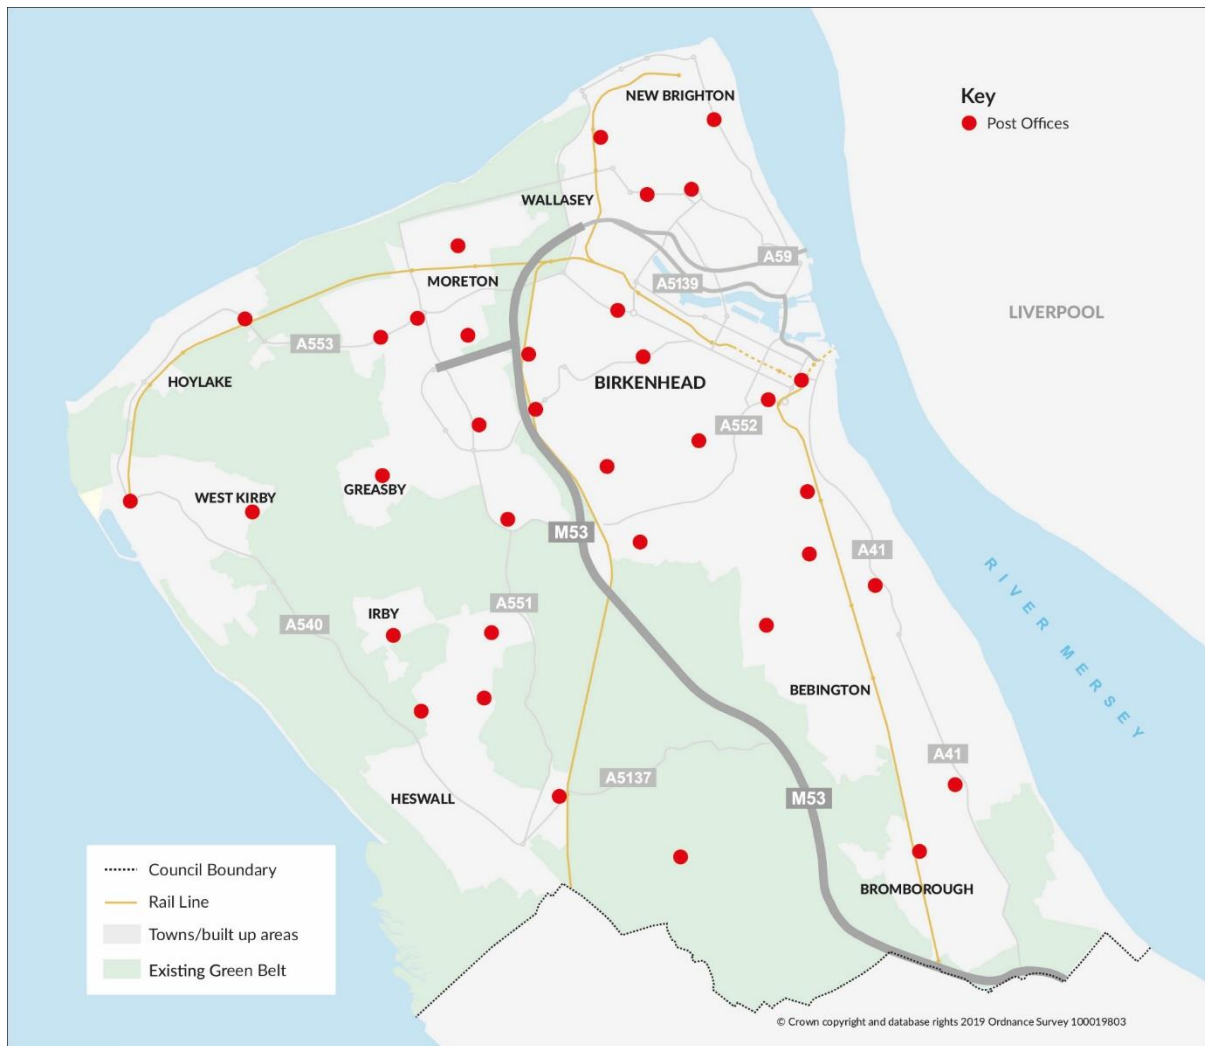 NEW BRIGHTON
Key
Post Offices
WALLASEY
A59
MORETON
A5139
LIVERPOOL
A553
HOYLAKE
BIRKENHEAD
A552
WEST KIRBY
GREASBY
M53
A41
RIVER MERSEY
IRBY
A551
A540
BEBINGTON
A41
A5137
HESWALL
M53
BROMBOROUGH
Council Boundary
Rail Line
Towns/built up areas
Existing Green Belt
© Crown copyright and database rights 2019 Ordnance Survey 100019803